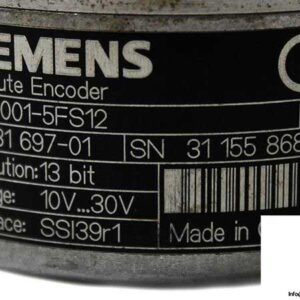 IEMENS
ute Encoder
001-5FS12
31 697-01 SN 31 155 868
ution: 13 bit
ge: 10V...30V
ace: SSI39r1
Made in